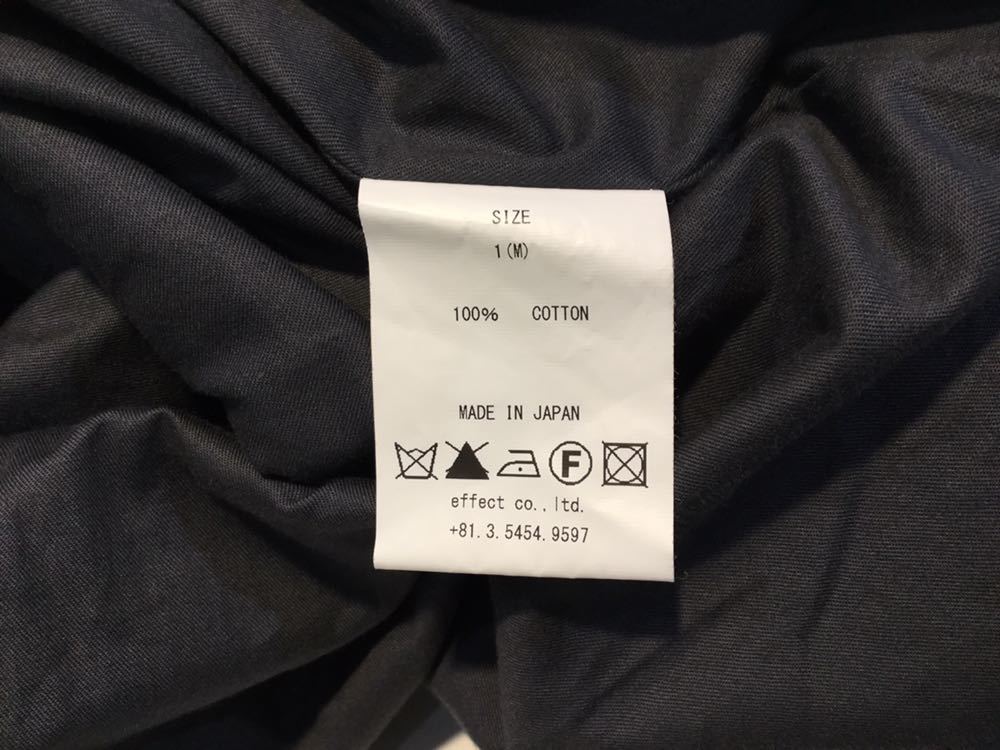 SIZE
1(M)
100% COTTON
MADE IN JAPAN
F
effect co.,ltd.
+81.3.5454.9597